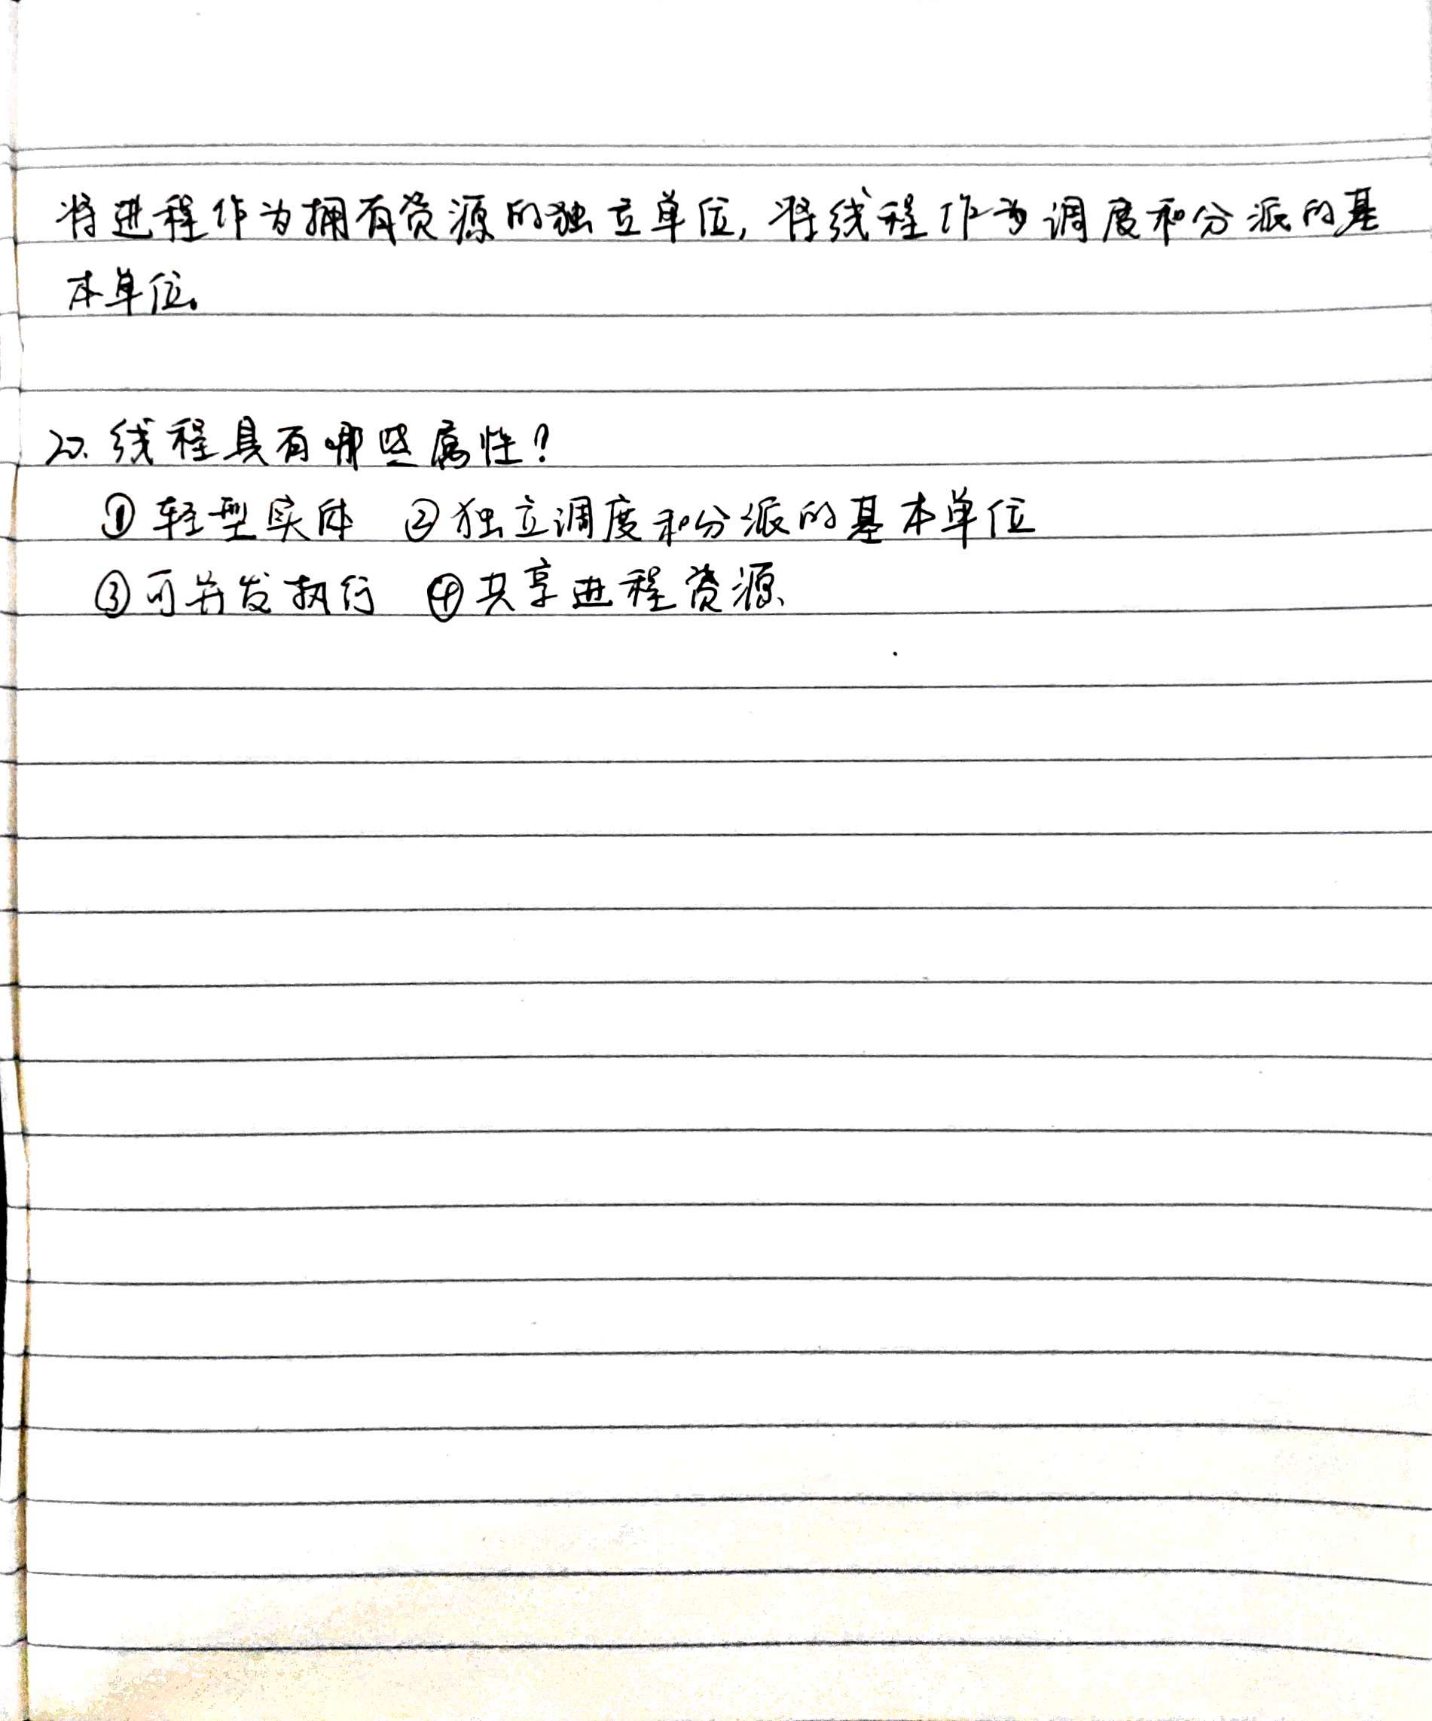 将进程作为拥有资源的独立单位,将线程作为调度和分派的基
本单位。
20.线程具有哪些属性?
①轻型实体 ②独立调度和分派的基本单位
③可并发执行 ④共享进程资源